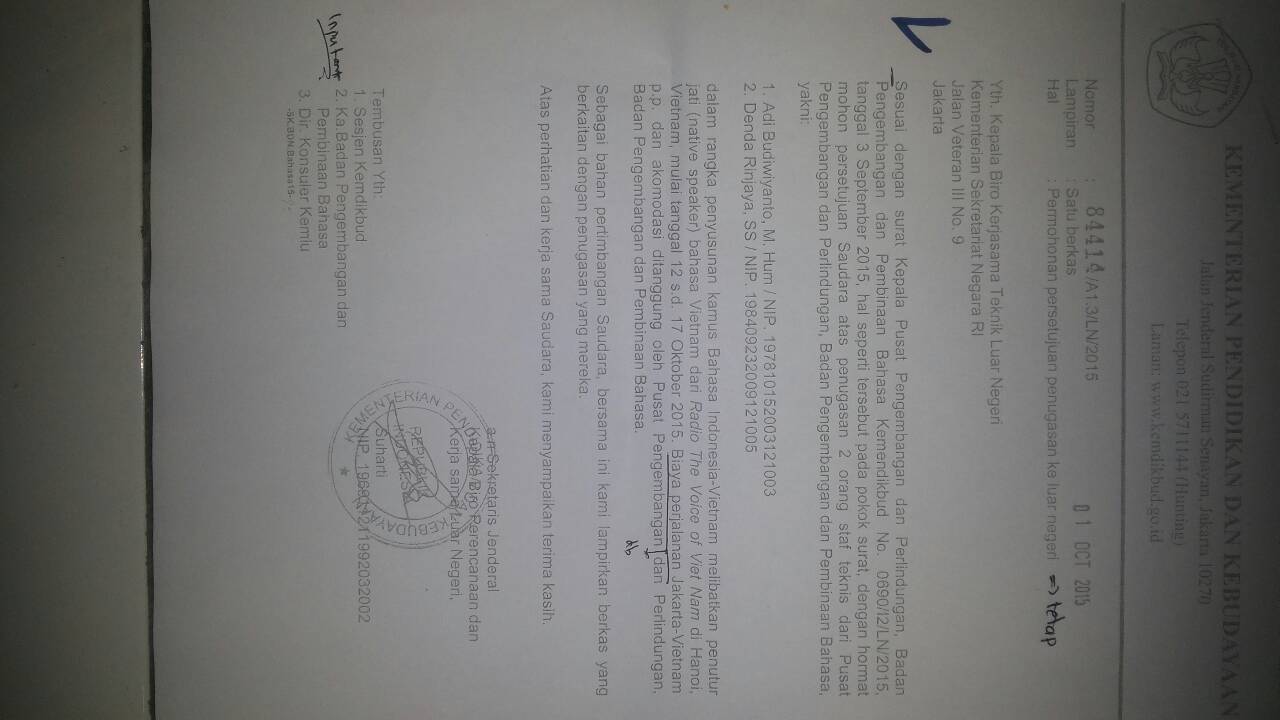 KEMENTERIAN PENDIDIKAN DAN KEBUDAYAAN
Jalan Jenderal Sudirman Senayan, Jakarta 10270
Telepon 021 5711144 (Hunting)
Laman: www.kemdikbud.go.id
Nomor : 84414/A1.3/LN/2015 01 OCT 2015
Lampiran : Satu berkas
Hal : Permohonan persetujuan penugasan ke luar negeri => tetap
Yth. Kepala Biro Kerjasama Teknik Luar Negeri
Kementerian Sekretariat Negara RI
Jalan Veteran III No. 9
Jakarta
Sesuai dengan surat Kepala Pusat Pengembangan dan Perlindungan, Badan
Pengembangan dan Pembinaan Bahasa Kemendikbud No. 0690/I2/LN/2015,
tanggal 3 September 2015, hal seperti tersebut pada pokok surat, dengan hormat
mohon persetujuan Saudara atas penugasan 2 orang staf teknis dari Pusat
Pengembangan dan Perlindungan, Badan Pengembangan dan Pembinaan Bahasa,
yakni:
1. Adi Budiwiyanto, M. Hum / NIP. 197810152003121003
2. Denda Rinjaya, SS / NIP. 198409232009121005
dalam rangka penyusunan kamus Bahasa Indonesia-Vietnam melibatkan penutur
jati (native speaker) bahasa Vietnam dari Radio The Voice of Viet Nam di Hanoi,
Vietnam, mulai tanggal 12 s.d. 17 Oktober 2015. Biaya perjalanan Jakarta-Vietnam
p.p. dan akomodasi ditanggung oleh Pusat Pengembangan dan Perlindungan,
Badan Pengembangan dan Pembinaan Bahasa.
Sebagai bahan pertimbangan Saudara, bersama ini kami lampirkan berkas yang
berkaitan dengan penugasan yang mereka.
Atas perhatian dan kerja sama Saudara, kami menyampaikan terima kasih.
a.n Sekretaris Jenderal
Kepala Biro Perencanaan dan
Kerja sama Luar Negeri,
KEMENTERIAN PENDIDIKAN
KEBUDAYAAN
Suharti
Tembusan Yth:
1. Sesjen Kemdikbud
2. Ka.Badan Pengembangan dan
Pembinaan Bahasa
3. Dir. Konsuler Kemlu